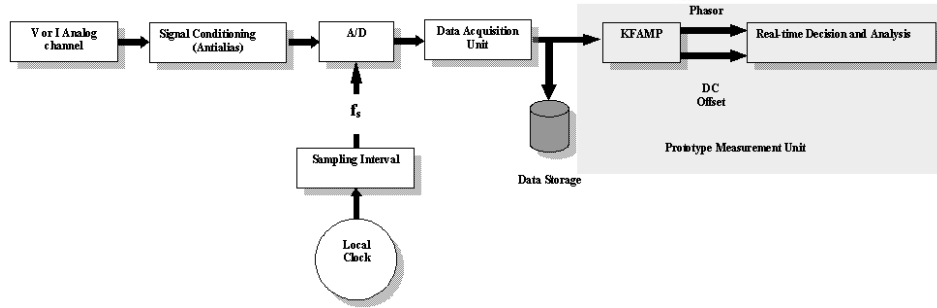 V or I Analog
channel
Signal Conditioning
(Antialias)
A/D
Data Acquisition
Unit
KFAMP
Phasor
Real-time Decision and Analysis
DC
Offset
fs
Prototype Measurement Unit
Sampling Interval
Data Storage
Local
Clock